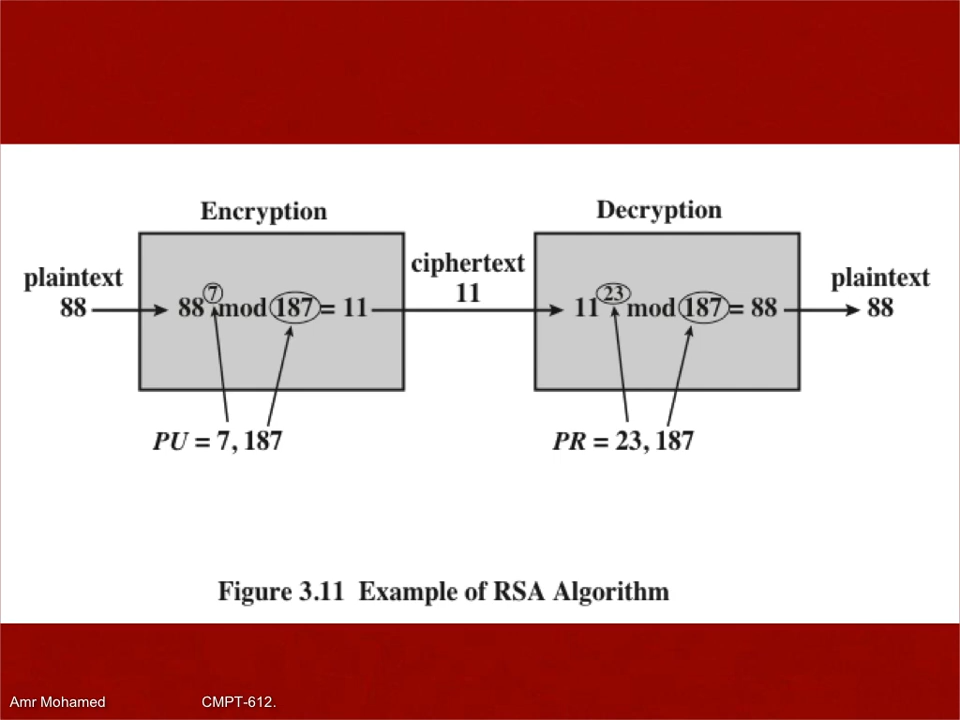 Encryption
Decryption
plaintext
88
88^7 mod 187 = 11
ciphertext
11
11^23 mod 187 = 88
plaintext
88
PU = 7, 187
PR = 23, 187
Figure 3.11 Example of RSA Algorithm
Amr Mohamed CMPT-612.